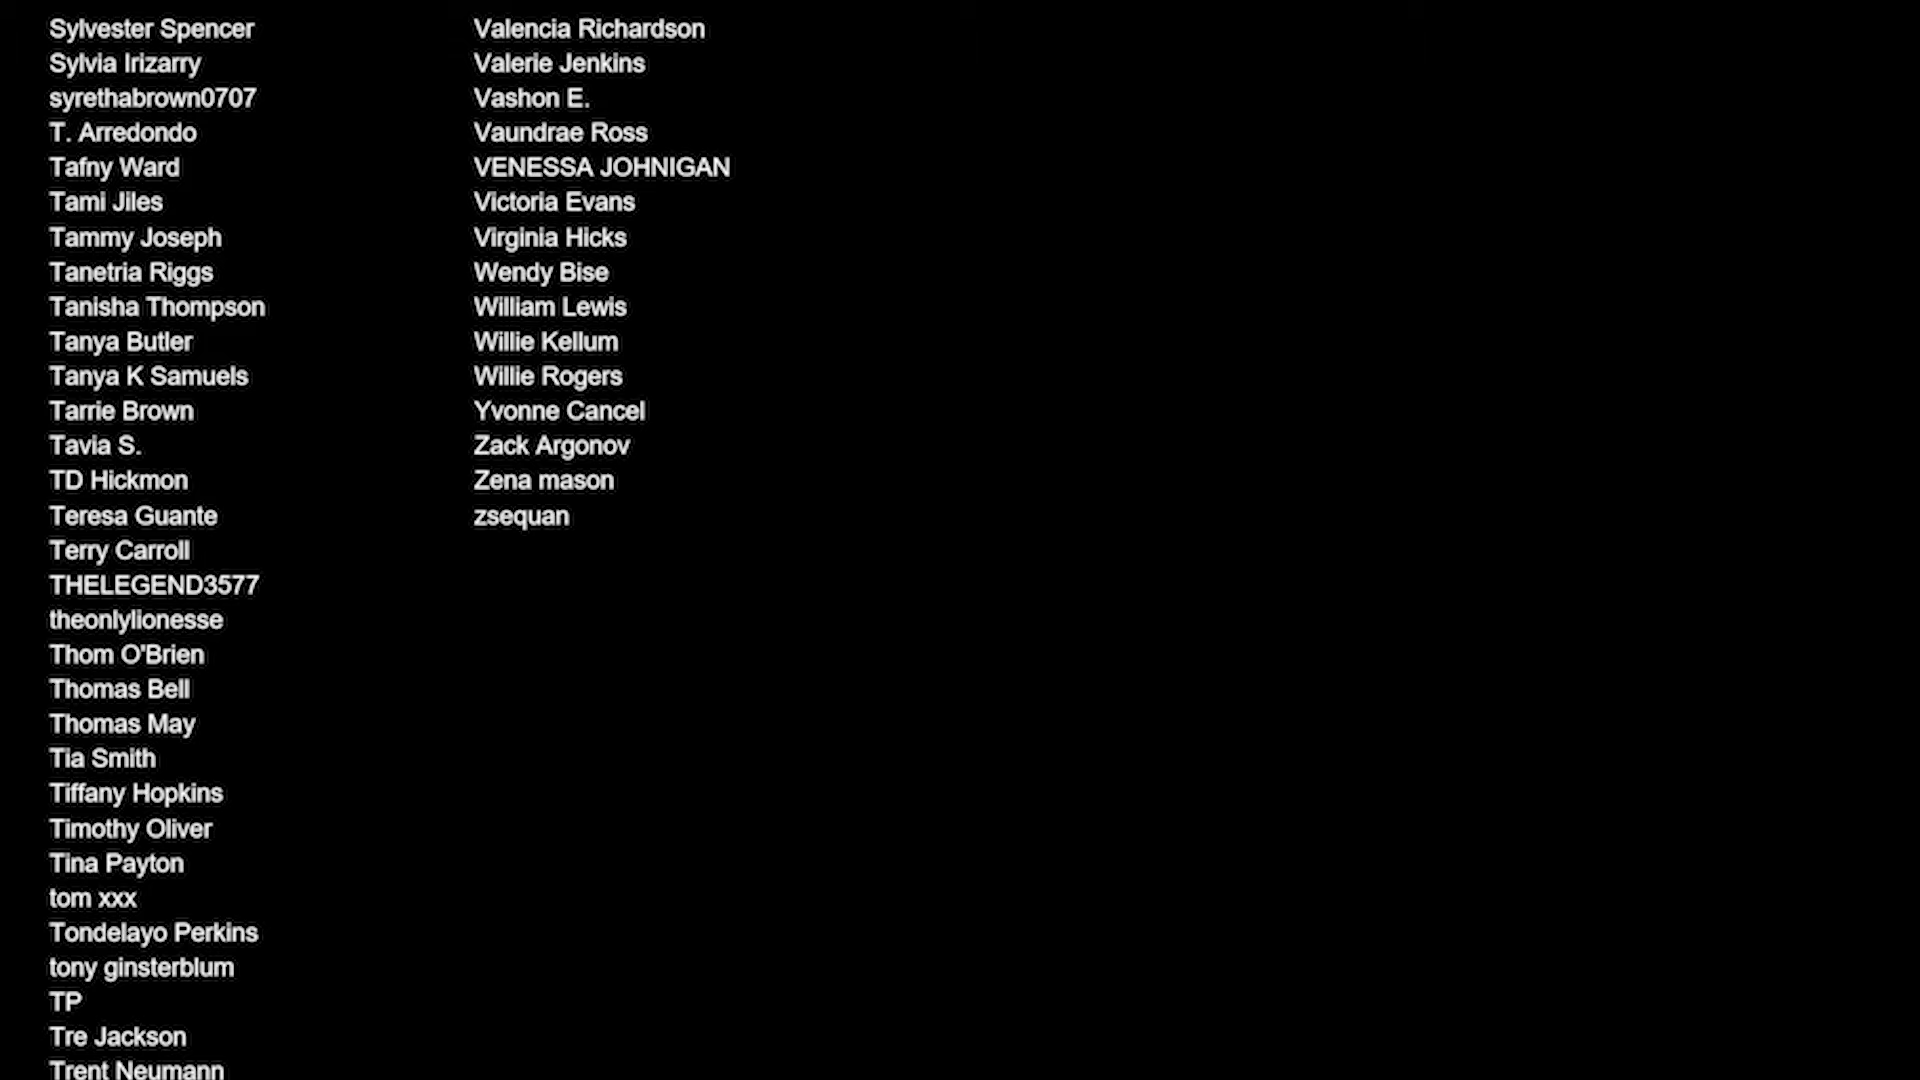 Sylvester Spencer
Sylvia Irizarry
syrethabrown0707
T. Arredondo
Tafny Ward
Tami Jiles
Tammy Joseph
Tanetria Riggs
Tanisha Thompson
Tanya Butler
Tanya K Samuels
Tarrie Brown
Tavia S.
TD Hickmon
Teresa Guante
Terry Carroll
THELEGEND3577
theonlylionesse
Thom O'Brien
Thomas Bell
Thomas May
Tia Smith
Tiffany Hopkins
Timothy Oliver
Tina Payton
tom xxx
Tondelayo Perkins
tony ginsterblum
TP
Tre Jackson
Trent Neumann
Valencia Richardson
Valerie Jenkins
Vashon E.
Vaundrae Ross
VENESSA JOHNIGAN
Victoria Evans
Virginia Hicks
Wendy Bise
William Lewis
Willie Kellum
Willie Rogers
Yvonne Cancel
Zack Argonov
Zena mason
zsequan